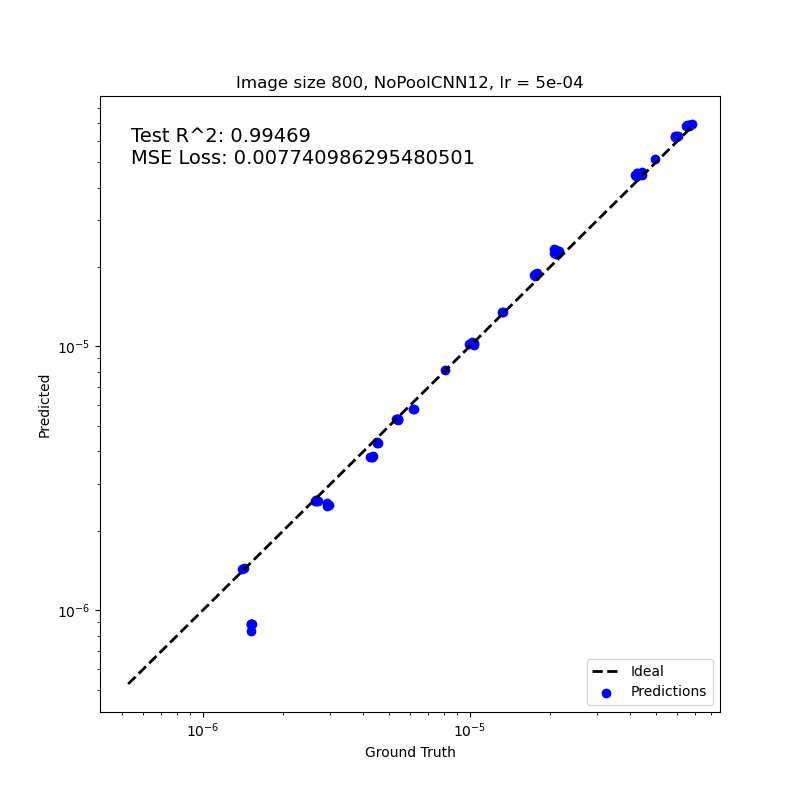 Image size 800, NoPoolCNN12, lr = 5e-04
Test R^2: 0.99469
MSE Loss: 0.007740986295480501
10⁻⁵
Predicted
10⁻⁶
Ideal
Predictions
10⁻⁶ 10⁻⁵
Ground Truth